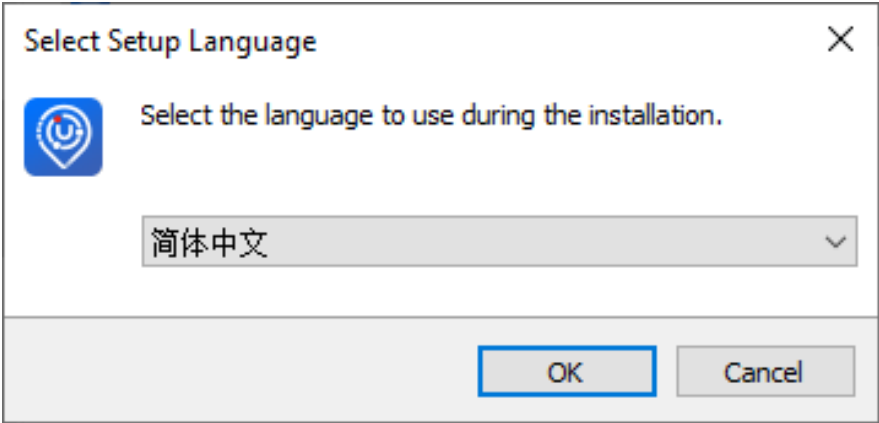 Select Setup Language
Select the language to use during the installation.
简体中文
OK
Cancel